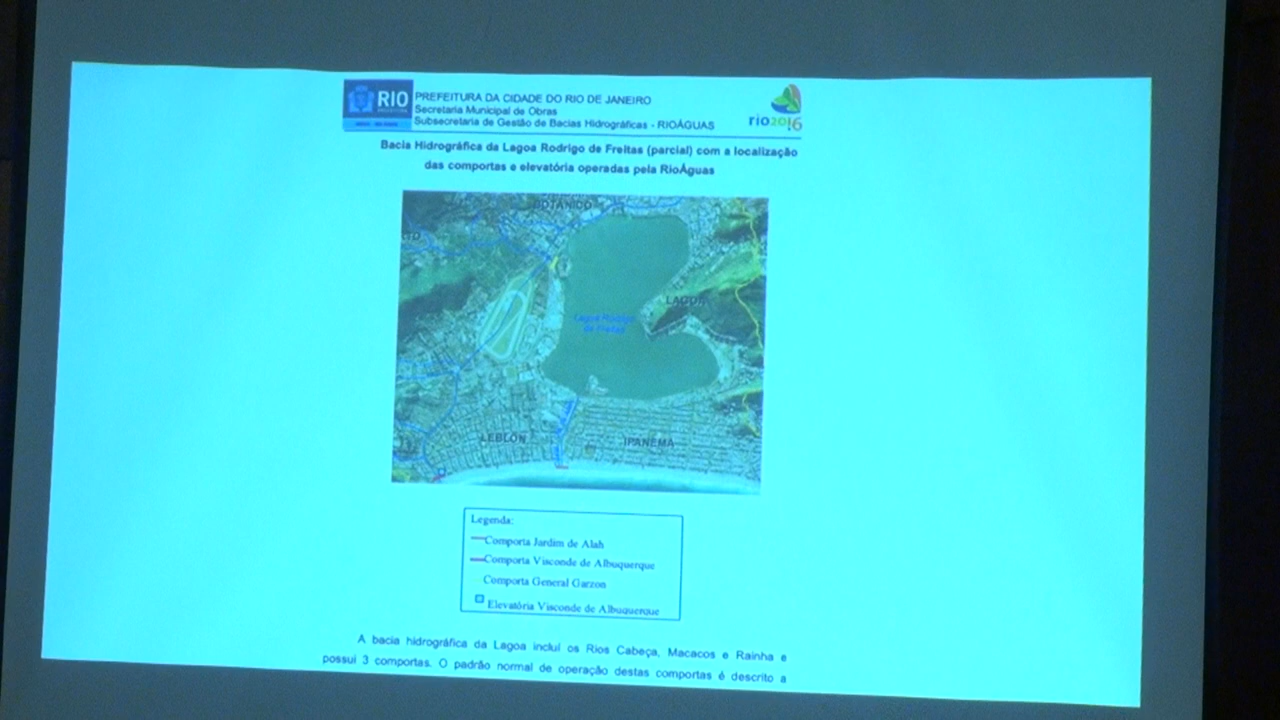 RIO
PREFEITURA
PREFEITURA DA CIDADE DO RIO DE JANEIRO
Secretaria Municipal de Obras
Subsecretaria de Gestão de Bacias Hidrográficas - RIOÁGUAS
rio2016
Bacia Hidrográfica da Lagoa Rodrigo de Freitas (parcial) com a localização
das comportas e elevatória operadas pela RioÁguas
BOTÂNICO
LAGOA
Lagoa Rodrigo
de Freitas
LEBLON
IPANEMA
Legenda:
Comporta Jardim de Alah
Comporta Visconde de Albuquerque
Comporta General Garzon
Elevatória Visconde de Albuquerque
A bacia hidrográfica da Lagoa inclui os Rios Cabeça, Macacos e Rainha e
possui 3 comportas. O padrão normal de operação destas comportas é descrito a